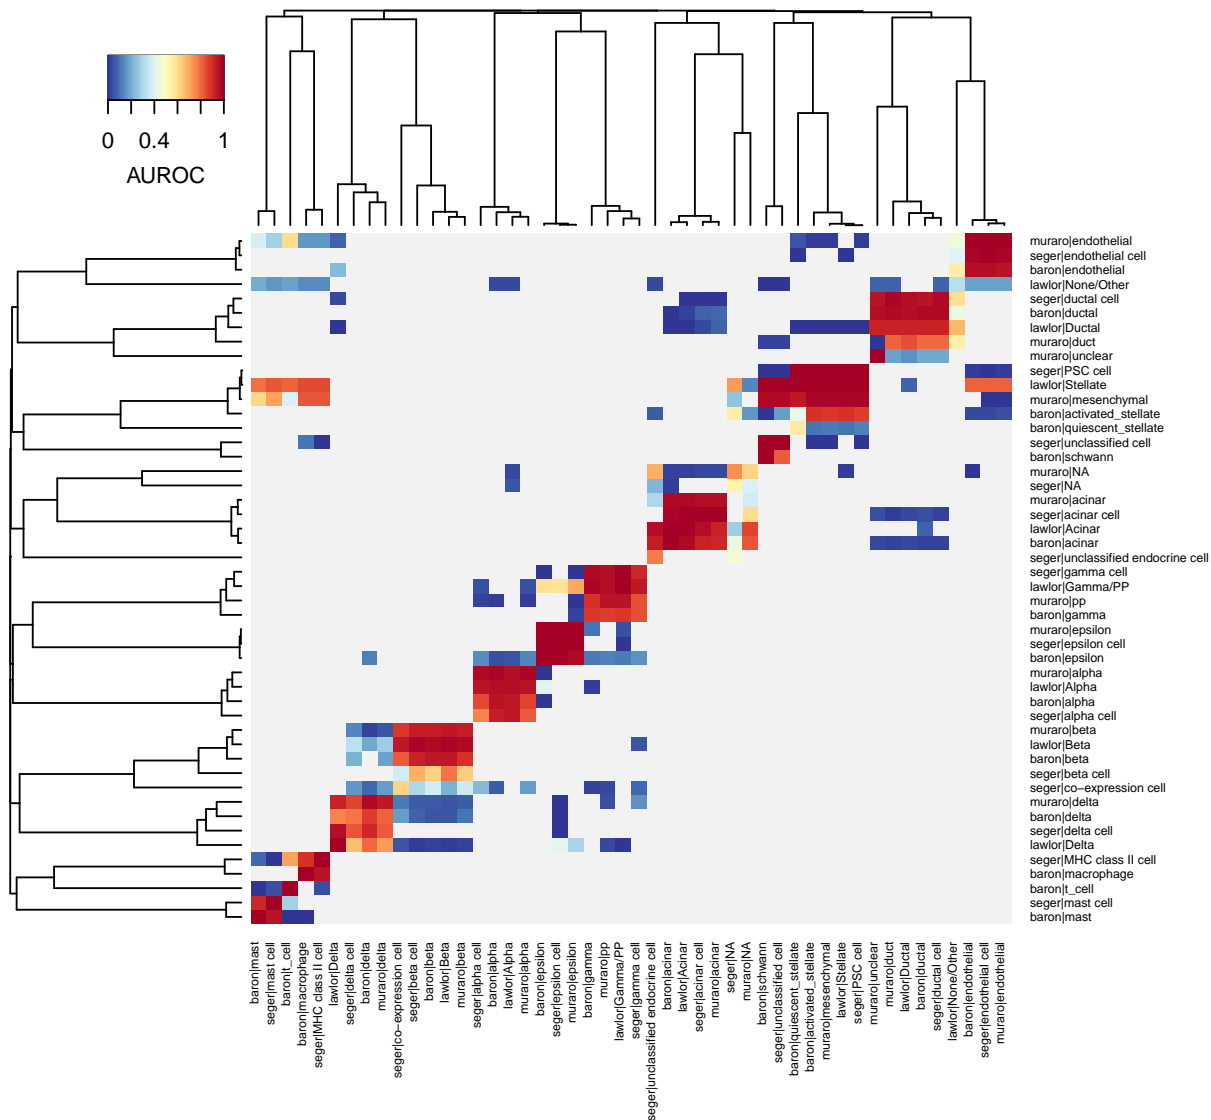 0 0.4 1
AUROC
muraro|endothelial
seger|endothelial cell
baron|endothelial
lawlor|None/Other
seger|ductal cell
baron|ductal
lawlor|Ductal
muraro|duct
muraro|unclear
seger|PSC cell
lawlor|Stellate
muraro|mesenchymal
baron|activated_stellate
baron|quiescent_stellate
seger|unclassified cell
baron|schwann
muraro|NA
seger|NA
muraro|acinar
seger|acinar cell
lawlor|Acinar
baron|acinar
seger|unclassified endocrine cell
seger|gamma cell
lawlor|Gamma/PP
muraro|pp
baron|gamma
muraro|epsilon
seger|epsilon cell
baron|epsilon
muraro|alpha
lawlor|Alpha
baron|alpha
seger|alpha cell
muraro|beta
lawlor|Beta
baron|beta
seger|beta cell
seger|co−expression cell
muraro|delta
baron|delta
seger|delta cell
lawlor|Delta
seger|MHC class II cell
baron|macrophage
baron|t_cell
seger|mast cell
baron|mast
baron|mast
seger|mast cell
baron|t_cell
baron|macrophage
seger|MHC class II cell
lawlor|Delta
seger|delta cell
baron|delta
muraro|delta
seger|co−expression cell
seger|beta cell
baron|beta
lawlor|Beta
muraro|beta
seger|alpha cell
baron|alpha
lawlor|Alpha
muraro|alpha
baron|epsilon
seger|epsilon cell
muraro|epsilon
baron|gamma
muraro|pp
lawlor|Gamma/PP
seger|gamma cell
seger|unclassified endocrine cell
baron|acinar
lawlor|Acinar
seger|acinar cell
muraro|acinar
seger|NA
muraro|NA
baron|schwann
seger|unclassified cell
baron|quiescent_stellate
baron|activated_stellate
muraro|mesenchymal
lawlor|Stellate
seger|PSC cell
muraro|unclear
muraro|duct
lawlor|Ductal
baron|ductal
seger|ductal cell
lawlor|None/Other
baron|endothelial
seger|endothelial cell
muraro|endothelial